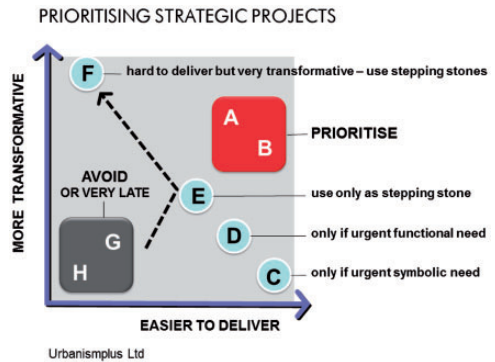 PRIORITISING STRATEGIC PROJECTS
MORE TRANSFORMATIVE
F
hard to deliver but very transformative – use stepping stones
A
B
PRIORITISE
AVOID
OR VERY LATE
E
use only as stepping stone
G
H
D
only if urgent functional need
C
only if urgent symbolic need
EASIER TO DELIVER
Urbanismplus Ltd